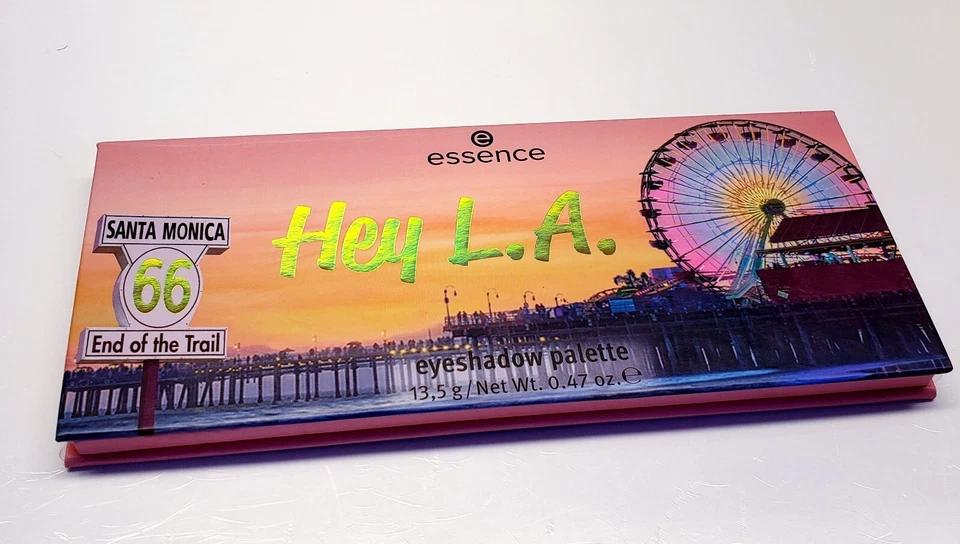 e
essence
Hey L.A.
SANTA MONICA
66
End of the Trail
eyeshadow palette
13,5 g/Net Wt. 0.47 oz.℮